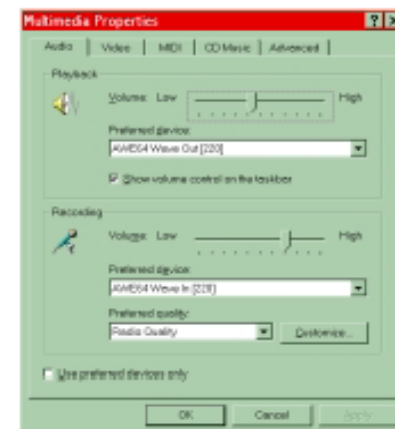 Multimedia Properties
Audio Video MIDI CD Music Advanced
Playback
Volume: Low High
Preferred device:
AWE64 Wave Out [220]
Show volume control on the taskbar
Recording
Volume: Low High
Preferred device:
AWE64 Wave In [220]
Preferred quality:
Radio Quality Customize...
Use preferred devices only
OK Cancel Apply